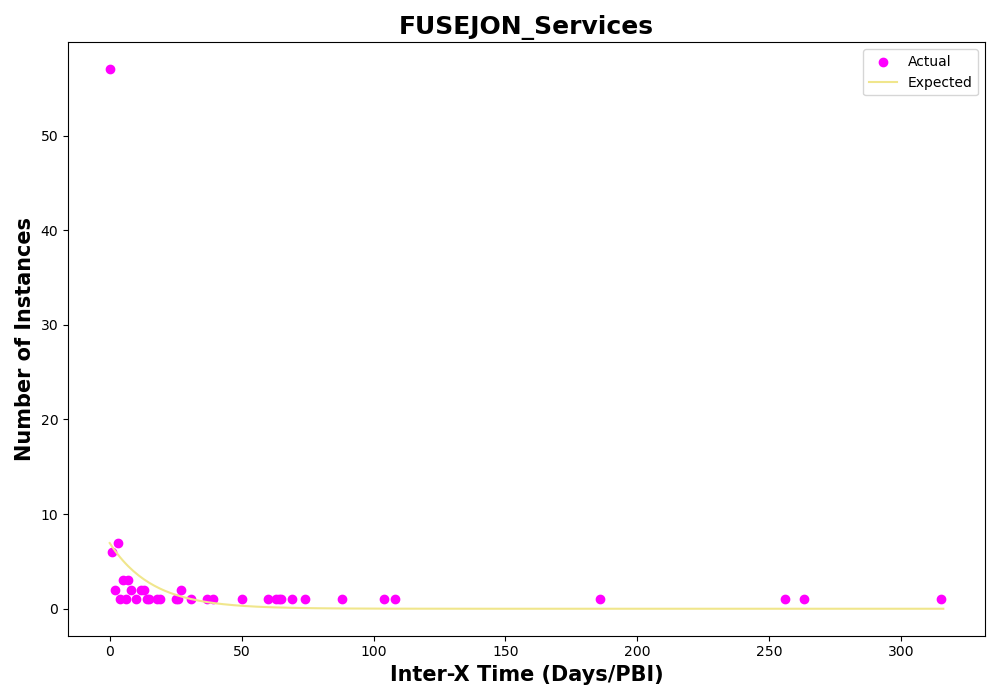 FUSEJON_Services
Actual
Expected
Number of Instances
50
40
30
20
10
0
0 50 100 150 200 250 300
Inter-X Time (Days/PBI)